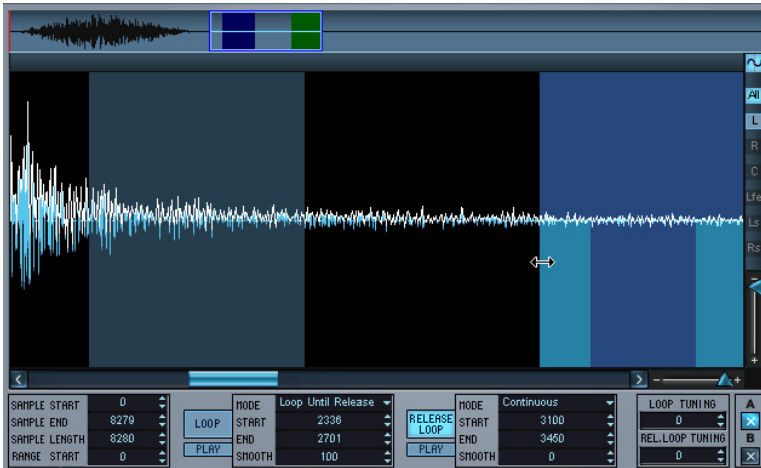 All
L
R
C
Lfe
Ls
Rs
-
+
- +
SAMPLE START 0
SAMPLE END 8279
SAMPLE LENGTH 8280
RANGE START 0
LOOP
PLAY
MODE Loop Until Release
START 2336
END 2701
SMOOTH 100
RELEASE LOOP
PLAY
MODE Continuous
START 3100
END 3450
SMOOTH 0
LOOP TUNING
0
REL.LOOP TUNING
0
A
B